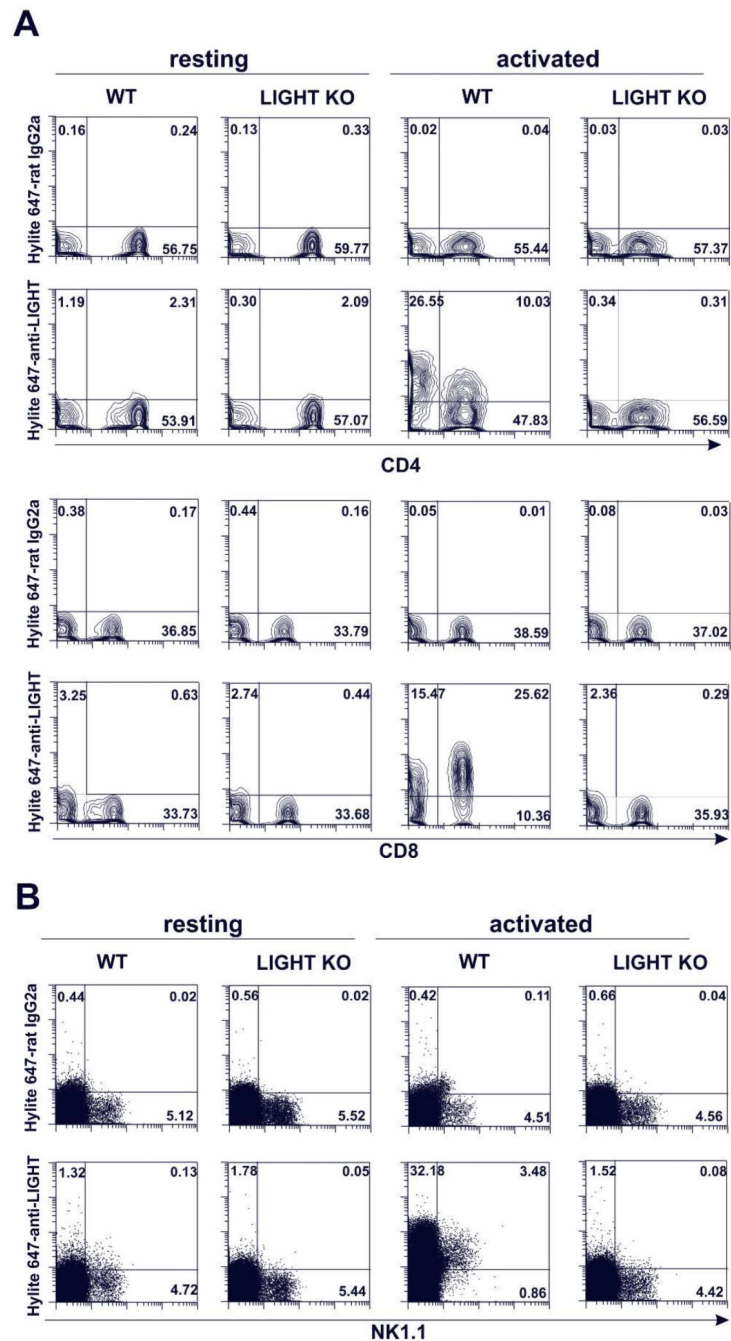 A
resting activated
WT LIGHT KO WT LIGHT KO
Hylite 647-rat IgG2a
0.16 0.24 0.13 0.33 0.02 0.04 0.03 0.03
56.75 59.77 55.44 57.37
Hylite 647-anti-LIGHT
1.19 2.31 0.30 2.09 26.55 10.03 0.34 0.31
53.91 57.07 47.83 56.59
CD4
Hylite 647-rat IgG2a
0.38 0.17 0.44 0.16 0.05 0.01 0.08 0.03
36.85 33.79 38.59 37.02
Hylite 647-anti-LIGHT
3.25 0.63 2.74 0.44 15.47 25.62 2.36 0.29
33.73 33.68 10.36 35.93
CD8
B
resting activated
WT LIGHT KO WT LIGHT KO
Hylite 647-rat IgG2a
0.44 0.02 0.56 0.02 0.42 0.11 0.66 0.04
5.12 5.52 4.51 4.56
Hylite 647-anti-LIGHT
1.32 0.13 1.78 0.05 32.18 3.48 1.52 0.08
4.72 5.44 0.86 4.42
NK1.1